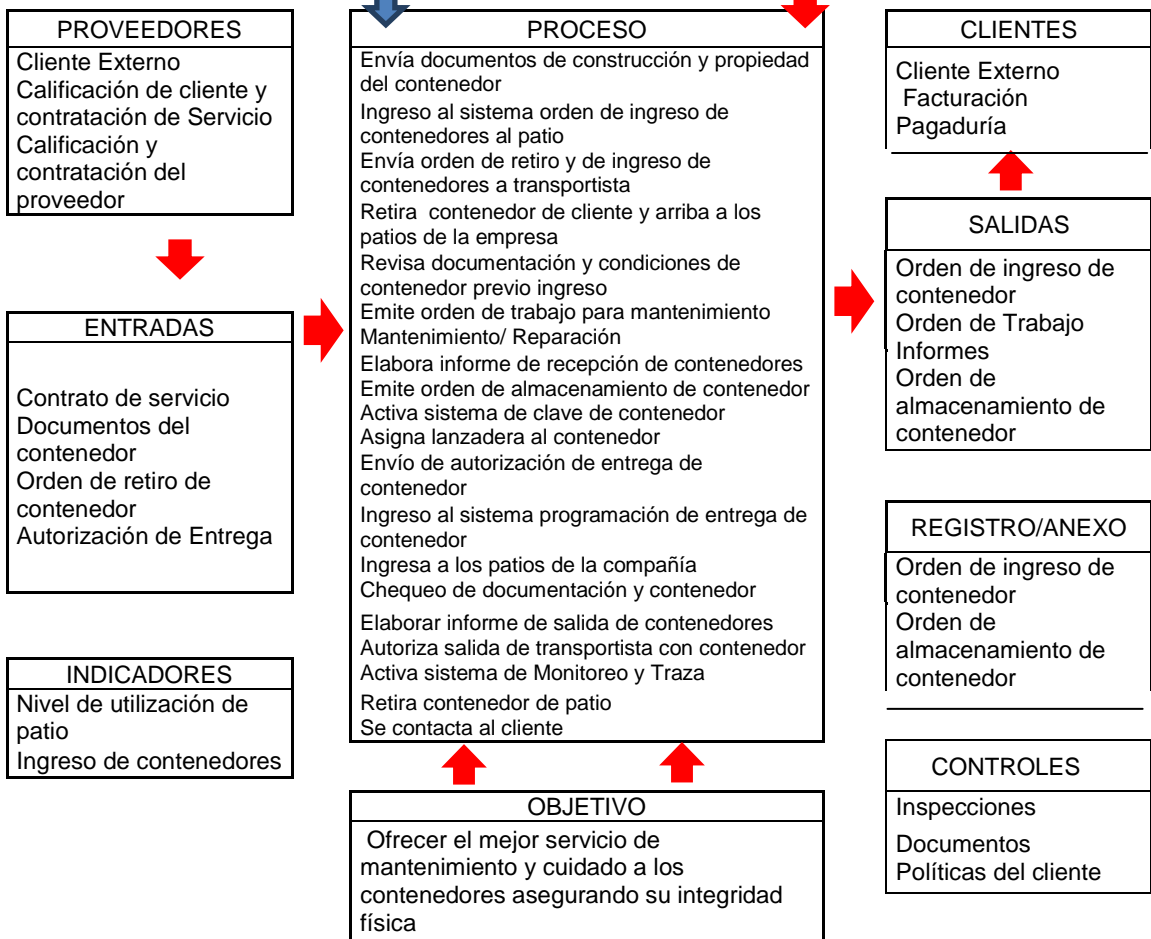 PROVEEDORES
Cliente Externo
Calificación de cliente y
contratación de Servicio
Calificación y
contratación del
proveedor
ENTRADAS
Contrato de servicio
Documentos del
contenedor
Orden de retiro de
contenedor
Autorización de Entrega
INDICADORES
Nivel de utilización de
patio
Ingreso de contenedores
PROCESO
Envía documentos de construcción y propiedad
del contenedor
Ingreso al sistema orden de ingreso de
contenedores al patio
Envía orden de retiro y de ingreso de
contenedores a transportista
Retira contenedor de cliente y arriba a los
patios de la empresa
Revisa documentación y condiciones de
contenedor previo ingreso
Emite orden de trabajo para mantenimiento
Mantenimiento/ Reparación
Elabora informe de recepción de contenedores
Emite orden de almacenamiento de contenedor
Activa sistema de clave de contenedor
Asigna lanzadera al contenedor
Envío de autorización de entrega de
contenedor
Ingreso al sistema programación de entrega de
contenedor
Ingresa a los patios de la compañía
Chequeo de documentación y contenedor
Elaborar informe de salida de contenedores
Autoriza salida de transportista con contenedor
Activa sistema de Monitoreo y Traza
Retira contenedor de patio
Se contacta al cliente
OBJETIVO
Ofrecer el mejor servicio de
mantenimiento y cuidado a los
contenedores asegurando su integridad
física
CLIENTES
Cliente Externo
Facturación
Pagaduría
SALIDAS
Orden de ingreso de
contenedor
Orden de Trabajo
Informes
Orden de
almacenamiento de
contenedor
REGISTRO/ANEXO
Orden de ingreso de
contenedor
Orden de
almacenamiento de
contenedor
CONTROLES
Inspecciones
Documentos
Políticas del cliente